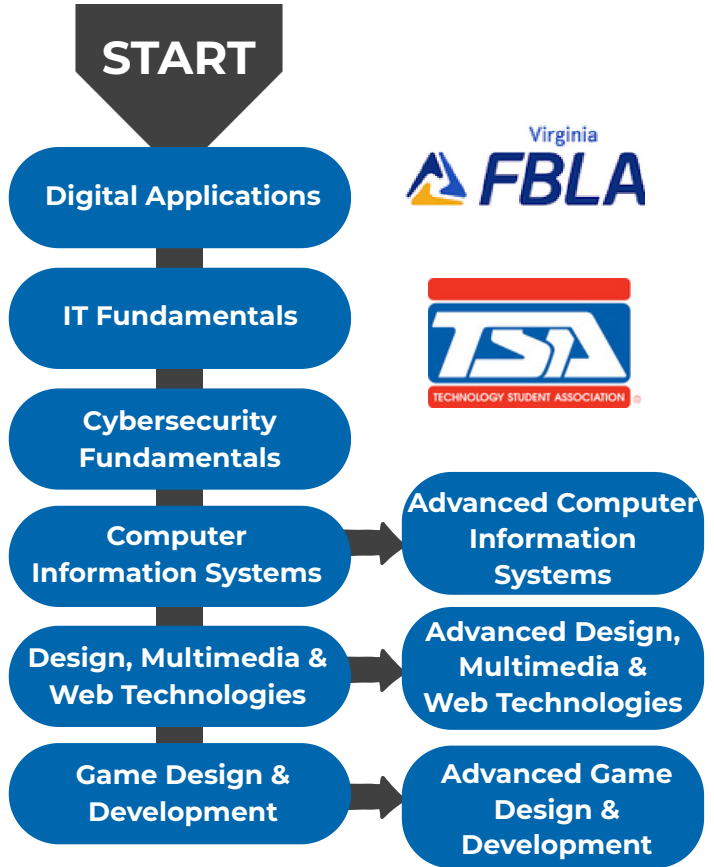 START
Virginia
FBLA
Digital Applications
TSA
IT Fundamentals
TECHNOLOGY STUDENT ASSOCIATION ®
Cybersecurity
Fundamentals
Computer
Information Systems
Advanced Computer
Information
Systems
Design, Multimedia &
Web Technologies
Advanced Design,
Multimedia &
Web Technologies
Game Design &
Development
Advanced Game
Design &
Development